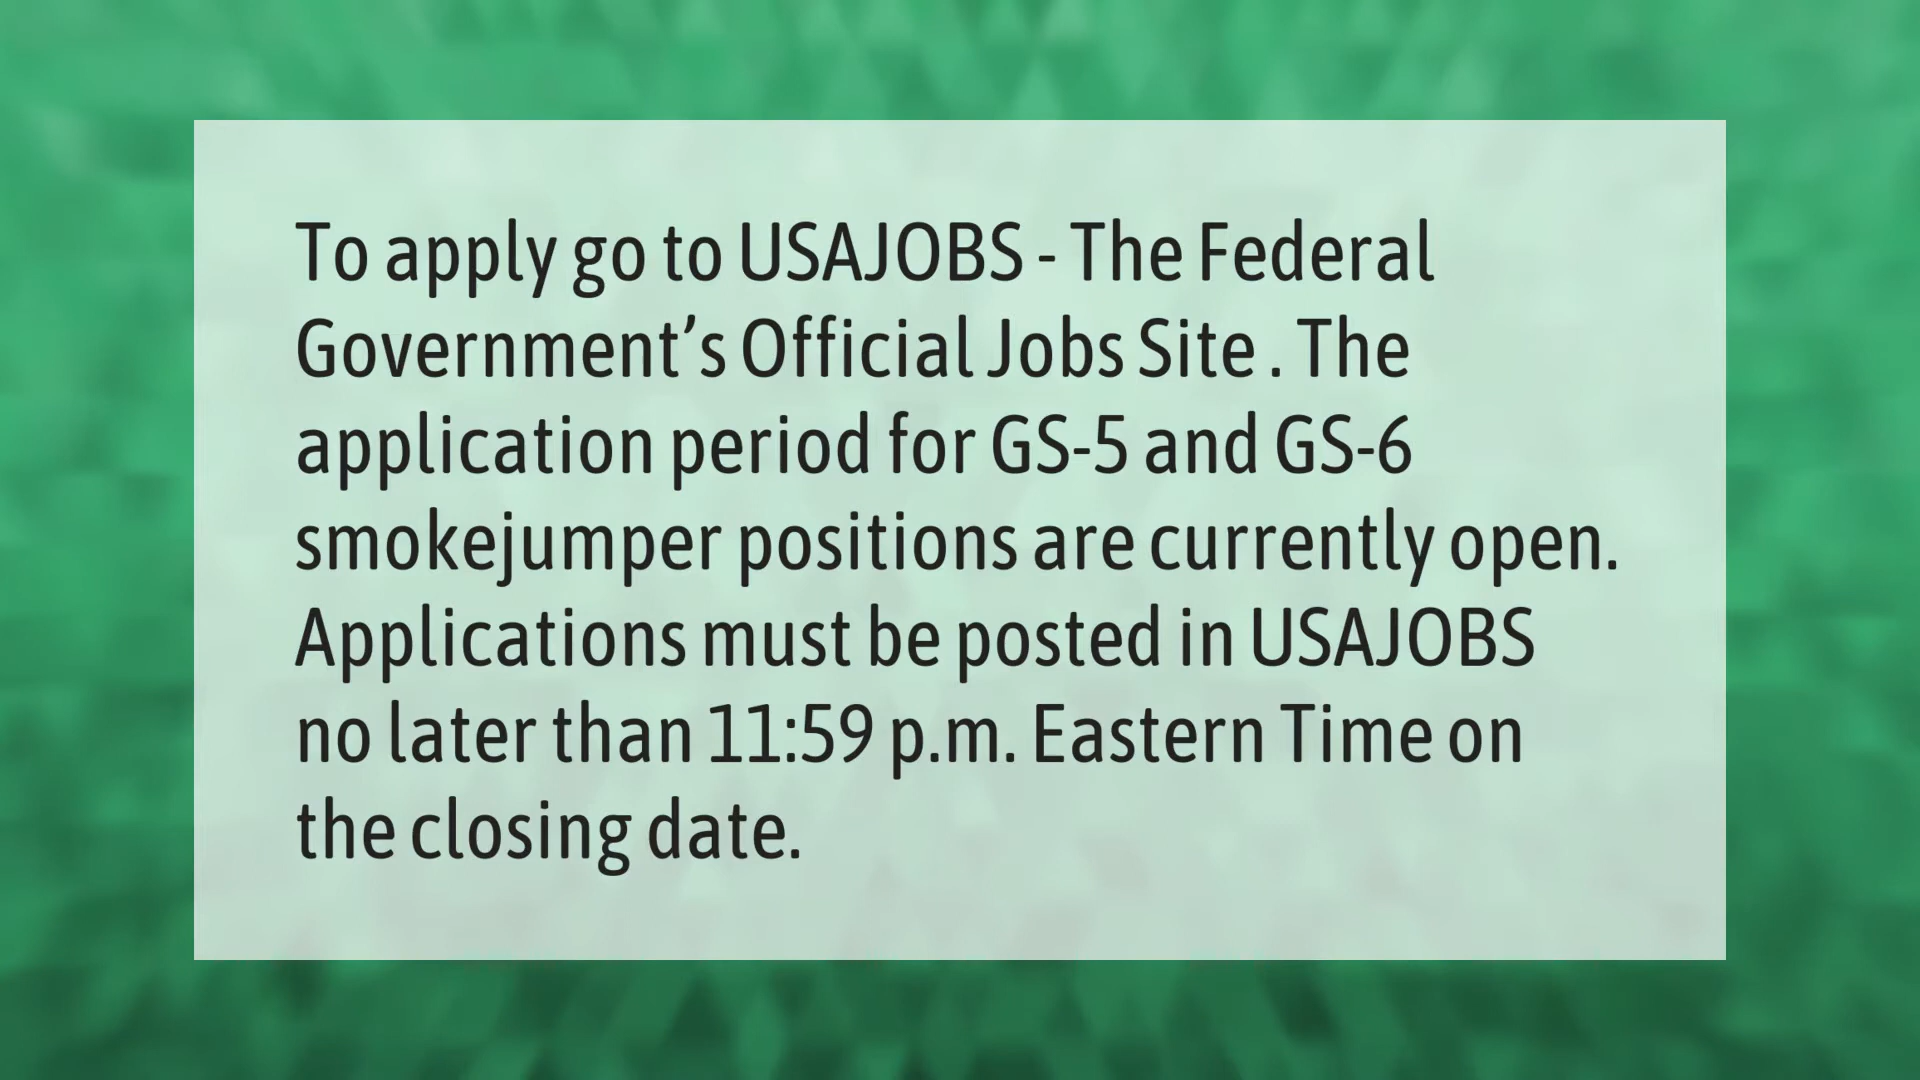 To apply go to USAJOBS - The Federal
Government’s Official Jobs Site . The
application period for GS-5 and GS-6
smokejumper positions are currently open.
Applications must be posted in USAJOBS
no later than 11:59 p.m. Eastern Time on
the closing date.